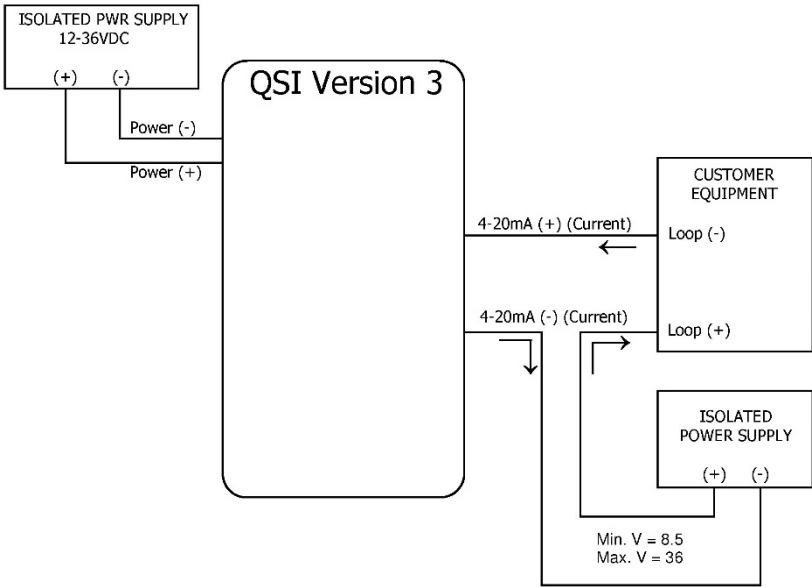 ISOLATED PWR SUPPLY
12-36VDC
(+) (-)
QSI Version 3
Power (-)
Power (+)
CUSTOMER
EQUIPMENT
4-20mA (+) (Current)
Loop (-)
4-20mA (-) (Current)
Loop (+)
ISOLATED
POWER SUPPLY
(+) (-)
Min. V = 8.5
Max. V = 36